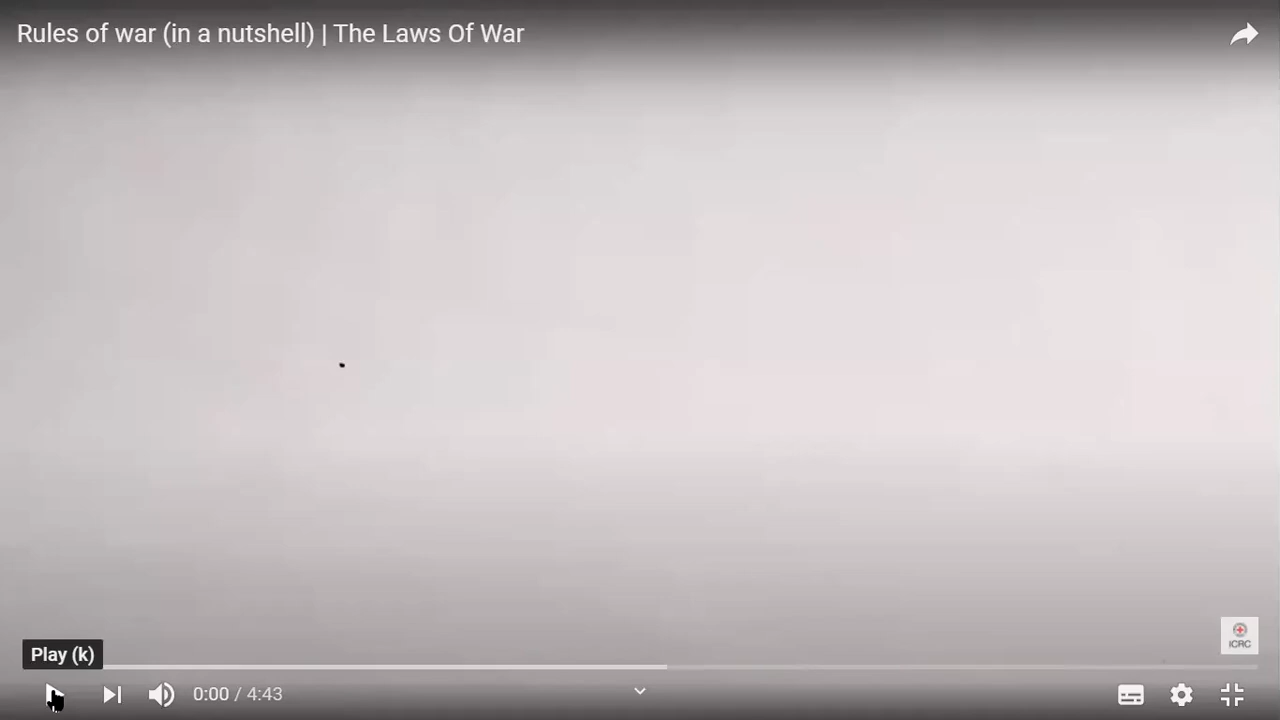 Rules of war (in a nutshell) | The Laws Of War
ICRC
Play (k)
0:00 / 4:43